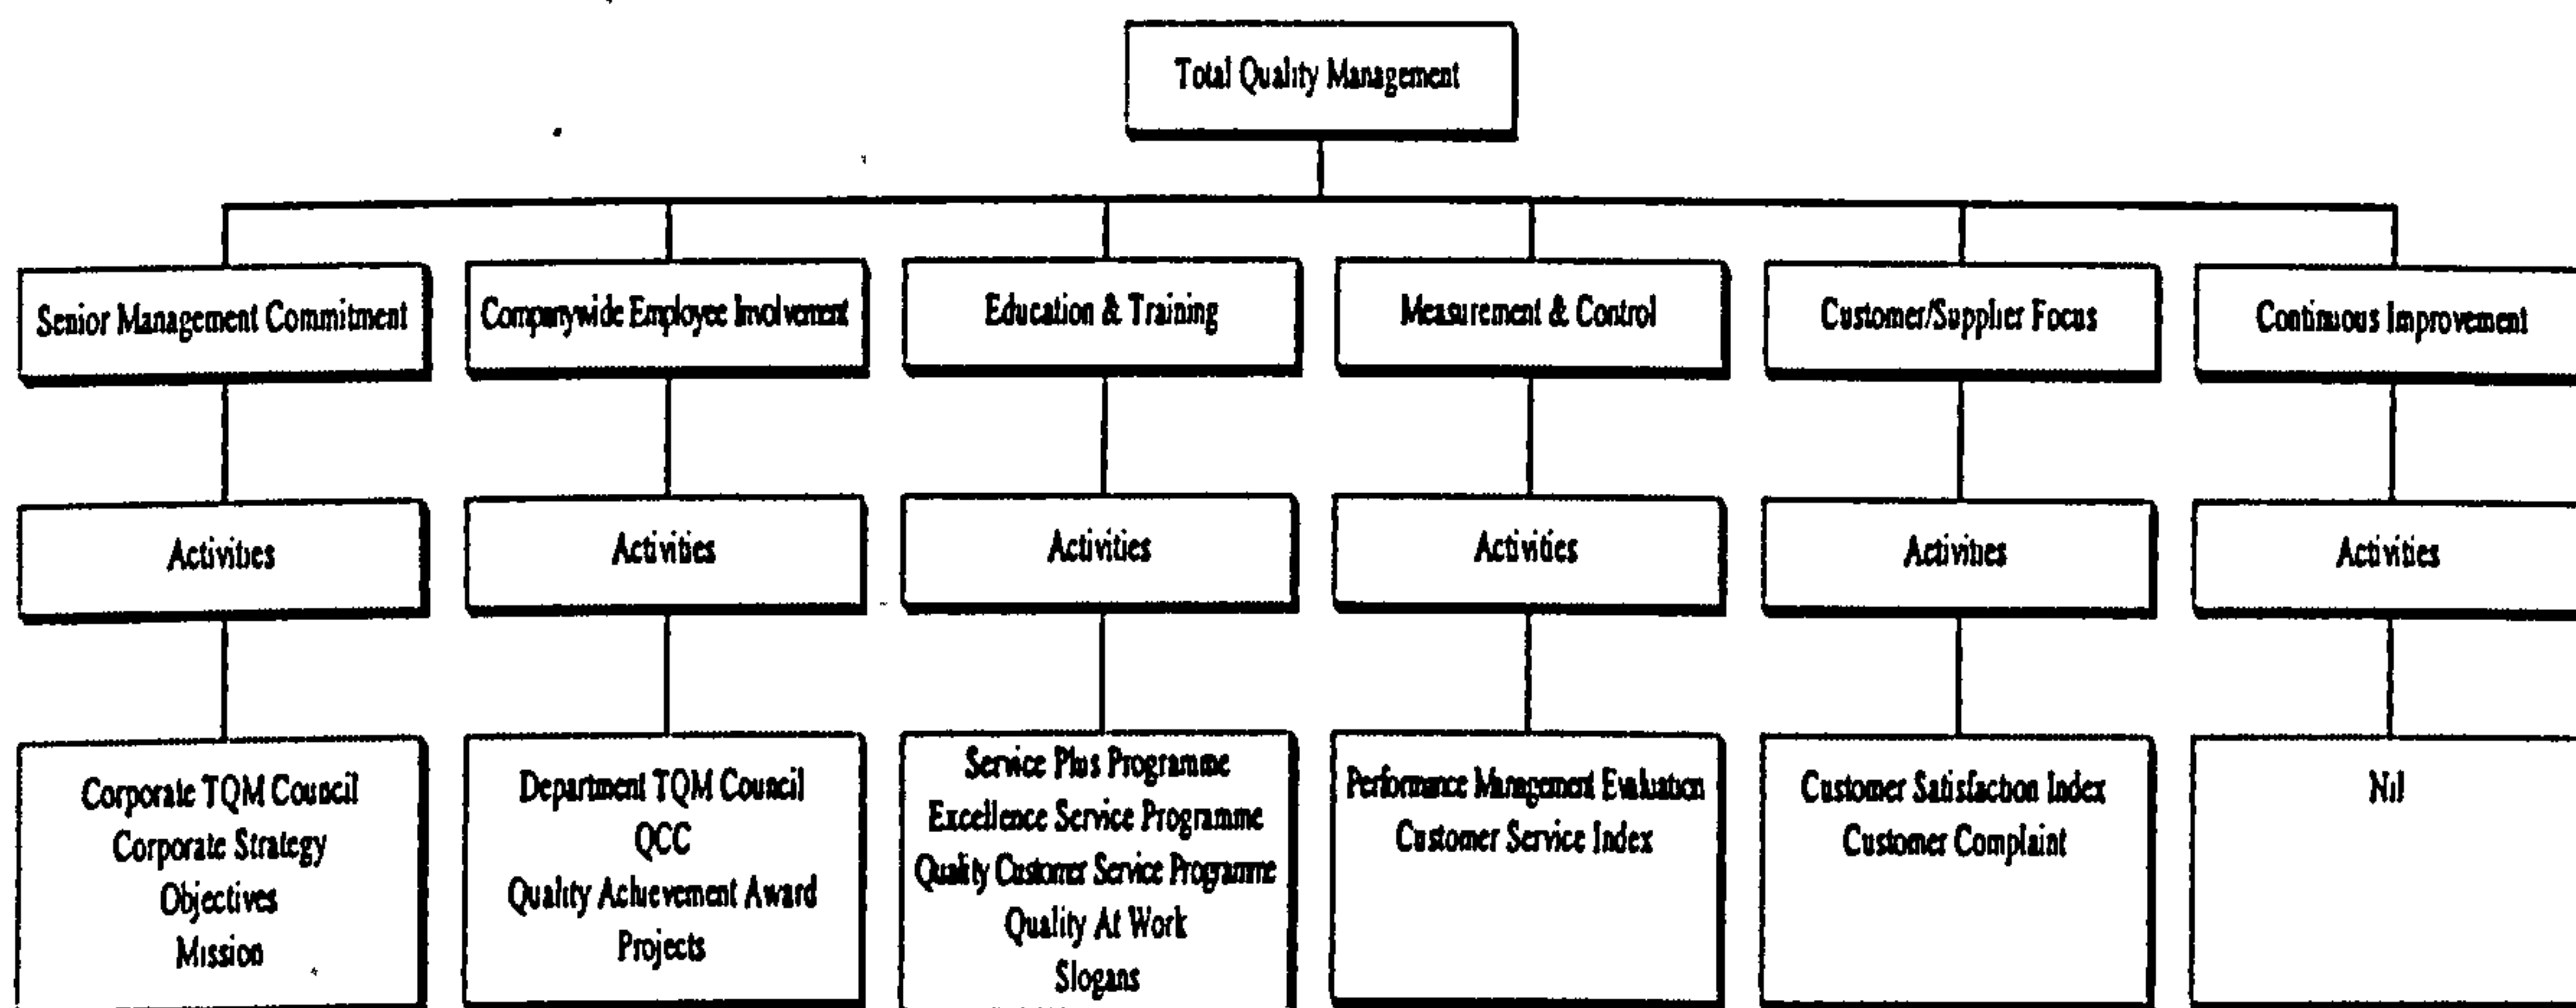 Total Quality Management
Senior Management Commitment
Companywide Employee Involvement
Education & Training
Measurement & Control
Customer/Supplier Focus
Continuous Improvement
Activities
Activities
Activities
Activities
Activities
Activities
Corporate TQM Council
Corporate Strategy
Objectives
Mission
Department TQM Council
QCC
Quality Achievement Award
Projects
Service Plus Programme
Excellence Service Programme
Quality Customer Service Programme
Quality At Work
Slogans
Performance Management Evaluation
Customer Service Index
Customer Satisfaction Index
Customer Complaint
Nil